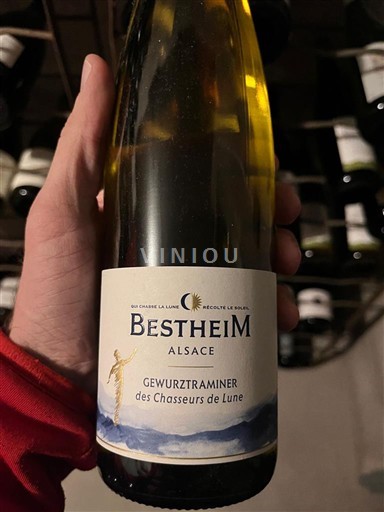 VINIOU
QUI CHASSE LA LUNE RÉCOLTE LE SOLEIL
BESTHEIM
ALSACE
GEWURZTRAMINER
des Chasseurs de Lune